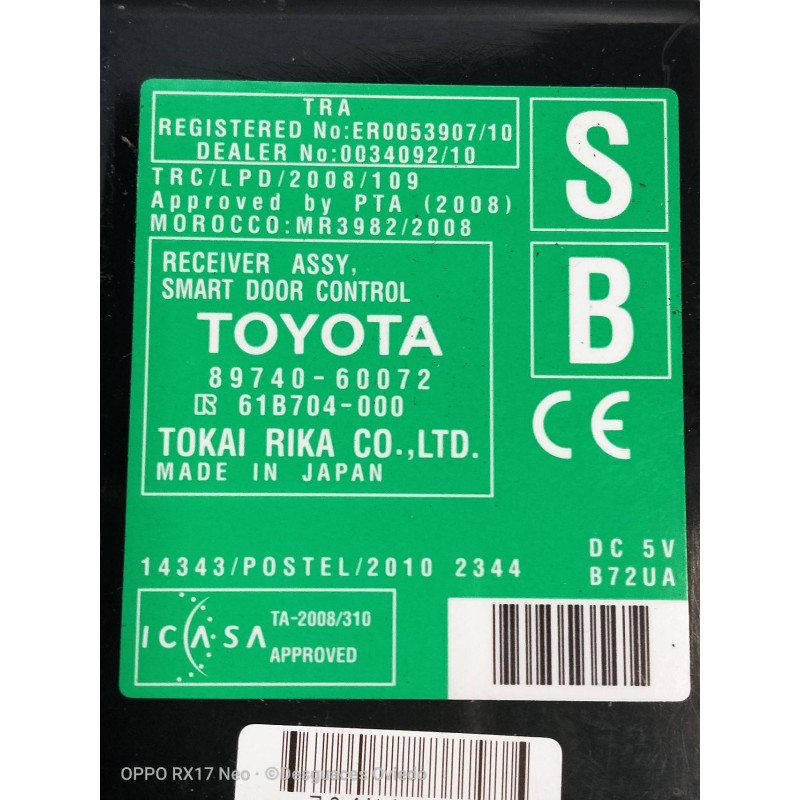 TRA
REGISTERED No:ER0053907/10
DEALER No:0034092/10
TRC/LPD/2008/109
Approved by PTA (2008)
MOROCCO:MR3982/2008
S
B
RECEIVER ASSY,
SMART DOOR CONTROL
TOYOTA
89740-60072
61B704-000
TOKAI RIKA CO.,LTD.
MADE IN JAPAN
CE
14343/POSTEL/2010 2344
DC 5V
B72UA
ICASA
TA-2008/310
APPROVED
OPPO RX17 Neo · ©Desguaces Oviedo